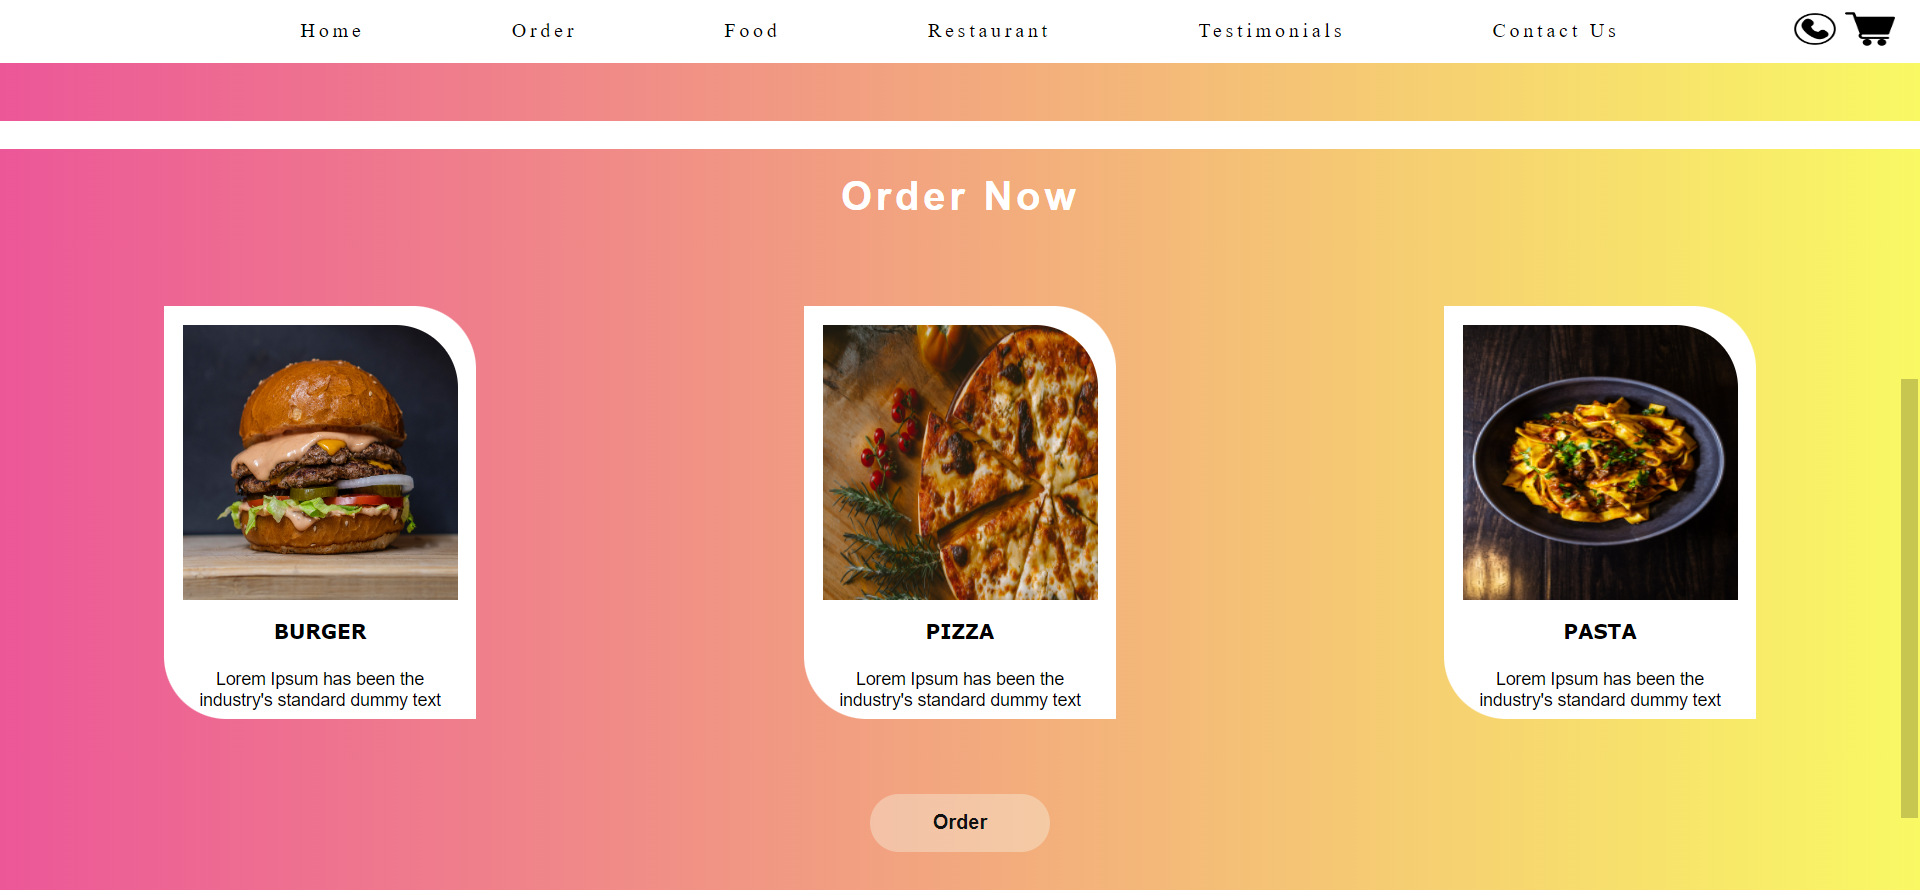 Home Order Food Restaurant Testimonials Contact Us
Order Now
BURGER
Lorem Ipsum has been the
industry's standard dummy text
PIZZA
Lorem Ipsum has been the
industry's standard dummy text
PASTA
Lorem Ipsum has been the
industry's standard dummy text
Order